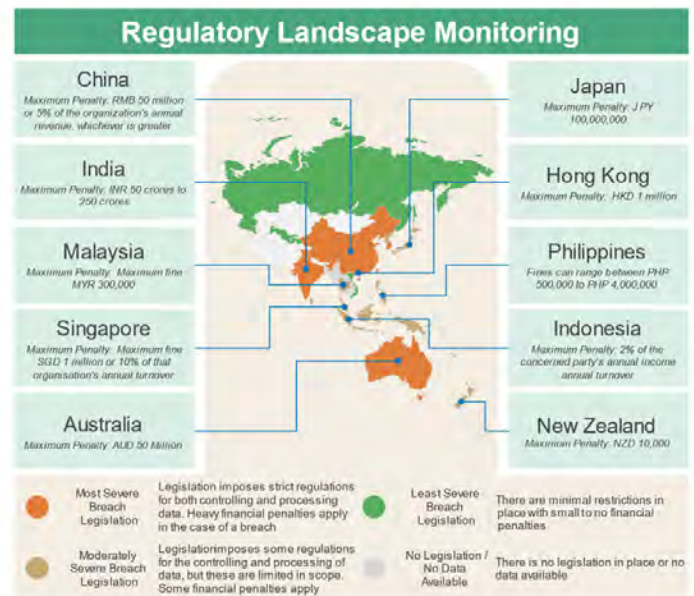 Regulatory Landscape Monitoring
China
Maximum Penalty: RMB 50 million
or 5% of the organization's annual
revenue, whichever is greater
India
Maximum Penalty: INR 50 crores to
250 crores
Malaysia
Maximum Penalty: Maximum fine
MYR 300,000
Singapore
Maximum Penalty: Maximum fine
SGD 1 million or 10% of that
organisation's annual turnover
Australia
Maximum Penalty: AUD 50 Million
Japan
Maximum Penalty: JPY
100,000,000
Hong Kong
Maximum Penalty: HKD 1 million
Philippines
Fines can range between PHP
500,000 to PHP 4,000,000
Indonesia
Maximum Penalty: 2% of the
concerned party's annual income
annual turnover
New Zealand
Maximum Penalty: NZD 10,000
Most Severe
Breach
Legislation
Legislation imposes strict regulations
for both controlling and processing
data. Heavy financial penalties apply
in the case of a breach
Least Severe
Breach
Legislation
There are minimal restrictions in
place with small to no financial
penalties
Moderately
Severe Breach
Legislation
Legislationimposes some regulations
for the controlling and processing of
data, but these are limited in scope.
Some financial penalties apply
No Legislation /
No Data
Available
There is no legislation in place or no
data available